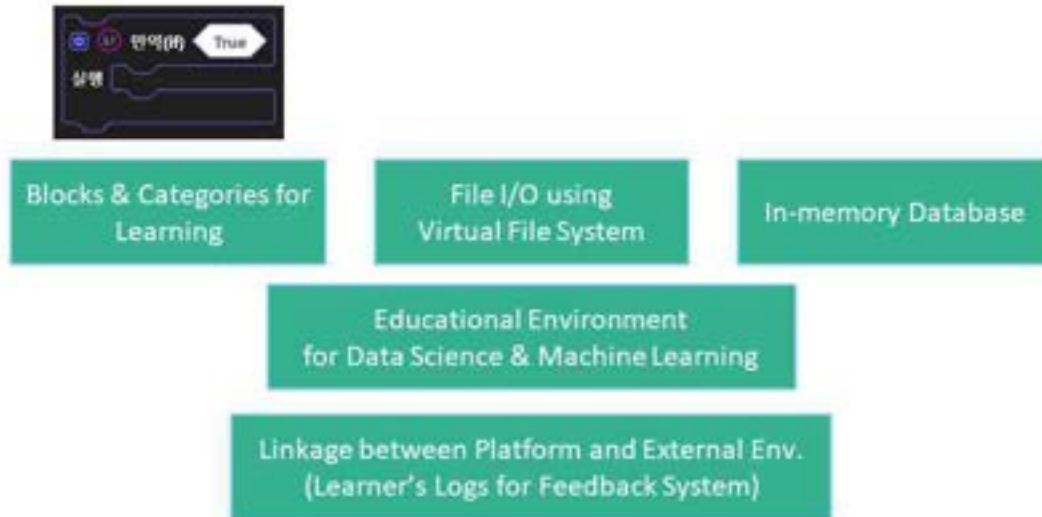 만약(if) True
실행
Blocks & Categories for
Learning
File I/O using
Virtual File System
In-memory Database
Educational Environment
for Data Science & Machine Learning
Linkage between Platform and External Env.
(Learner's Logs for Feedback System)